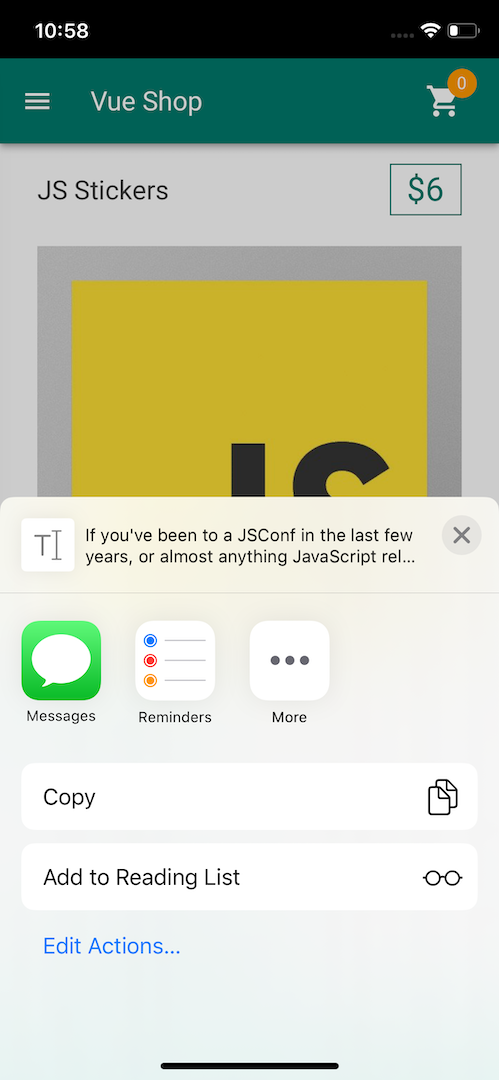 10:58
Vue Shop
0
JS Stickers
$6
JS
T
If you've been to a JSConf in the last few
years, or almost anything JavaScript rel...
Messages
Reminders
More
Copy
Add to Reading List
Edit Actions...